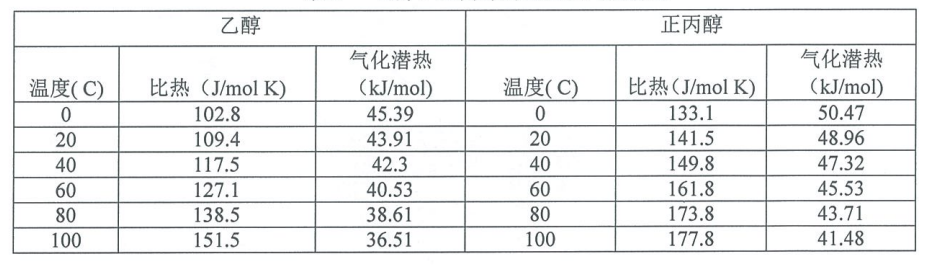 乙醇 正丙醇
温度( C) 比热（J/mol K) 气化潜热（kJ/mol) 温度( C) 比热（J/mol K) 气化潜热（kJ/mol)
0 102.8 45.39 0 133.1 50.47
20 109.4 43.91 20 141.5 48.96
40 117.5 42.3 40 149.8 47.32
60 127.1 40.53 60 161.8 45.53
80 138.5 38.61 80 173.8 43.71
100 151.5 36.51 100 177.8 41.48